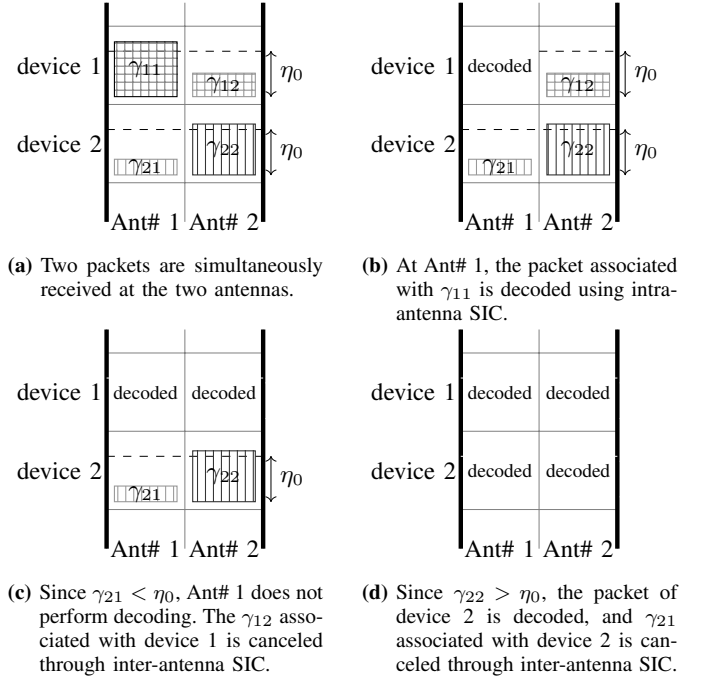 device 1
γ11
γ12
η0
device 2
γ21
γ22
η0
Ant# 1 Ant# 2
(a) Two packets are simultaneously
received at the two antennas.
device 1
decoded
γ12
η0
device 2
γ21
γ22
η0
Ant# 1 Ant# 2
(b) At Ant# 1, the packet associated
with γ11 is decoded using intra-
antenna SIC.
device 1 decoded decoded
device 2
γ21
γ22
η0
Ant# 1 Ant# 2
(c) Since γ21 < η0, Ant# 1 does not
perform decoding. The γ12 asso-
ciated with device 1 is canceled
through inter-antenna SIC.
device 1 decoded decoded
device 2 decoded decoded
Ant# 1 Ant# 2
(d) Since γ22 > η0, the packet of
device 2 is decoded, and γ21
associated with device 2 is can-
celed through inter-antenna SIC.